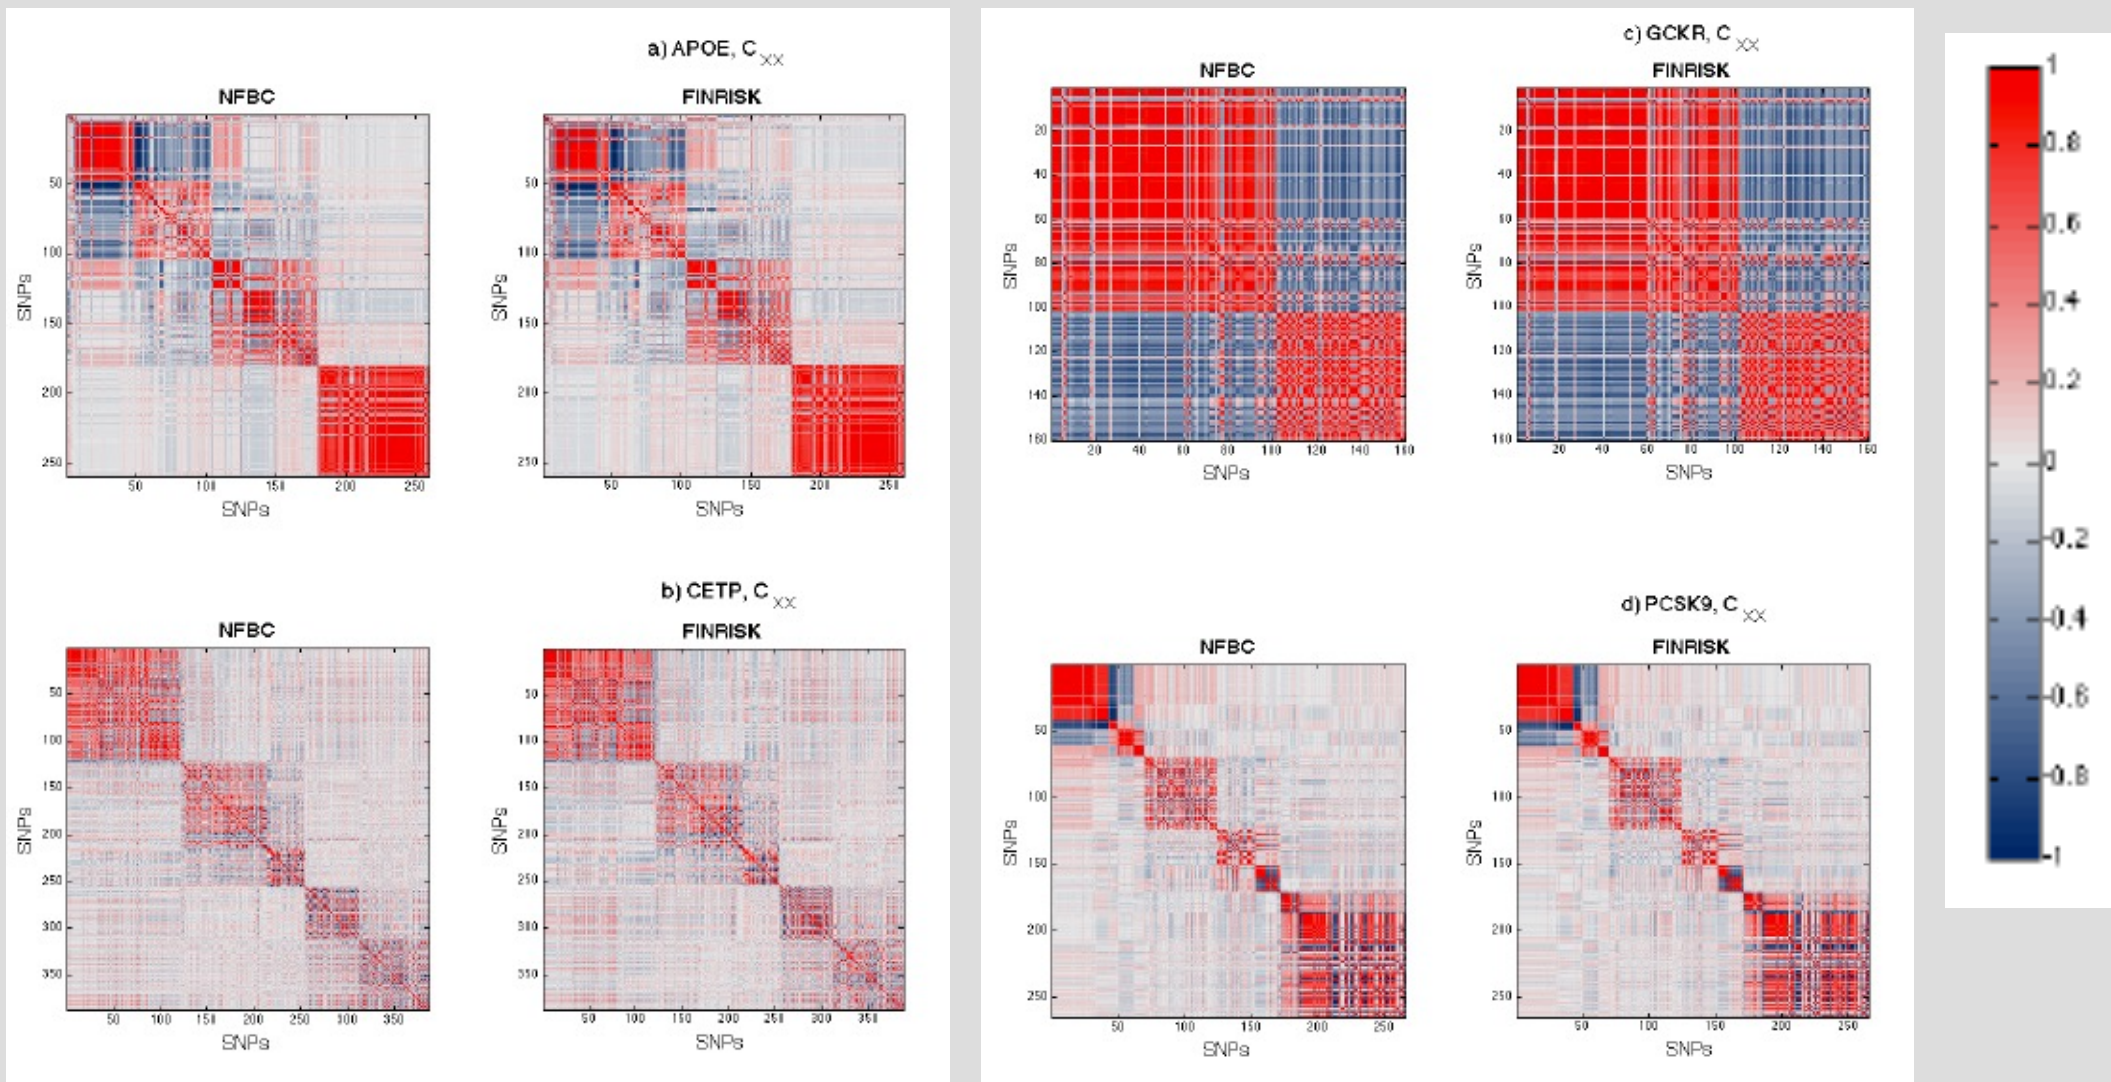 a) APOE, C XX
NFBC
FINRISK
50
100
150
200
250
SNPs
50 100 150 200 250
SNPs
50
100
150
200
250
SNPs
50 100 150 200 250
SNPs
b) CETP, C XX
NFBC
FINRISK
50
100
150
200
250
300
350
SNPs
50 100 150 200 250 300 350
SNPs
50
100
150
200
250
300
350
SNPs
50 100 150 200 250 300 350
SNPs
c) GCKR, C XX
NFBC
FINRISK
20
40
60
80
100
120
140
160
SNPs
20 40 60 80 100 120 140 160
SNPs
20
40
60
80
100
120
140
160
SNPs
20 40 60 80 100 120 140 160
SNPs
d) PCSK9, C XX
NFBC
FINRISK
50
100
150
200
250
SNPs
50 100 150 200 250
SNPs
50
100
150
200
250
SNPs
50 100 150 200 250
SNPs
1
0.8
0.6
0.4
0.2
0
-0.2
-0.4
-0.6
-0.8
-1